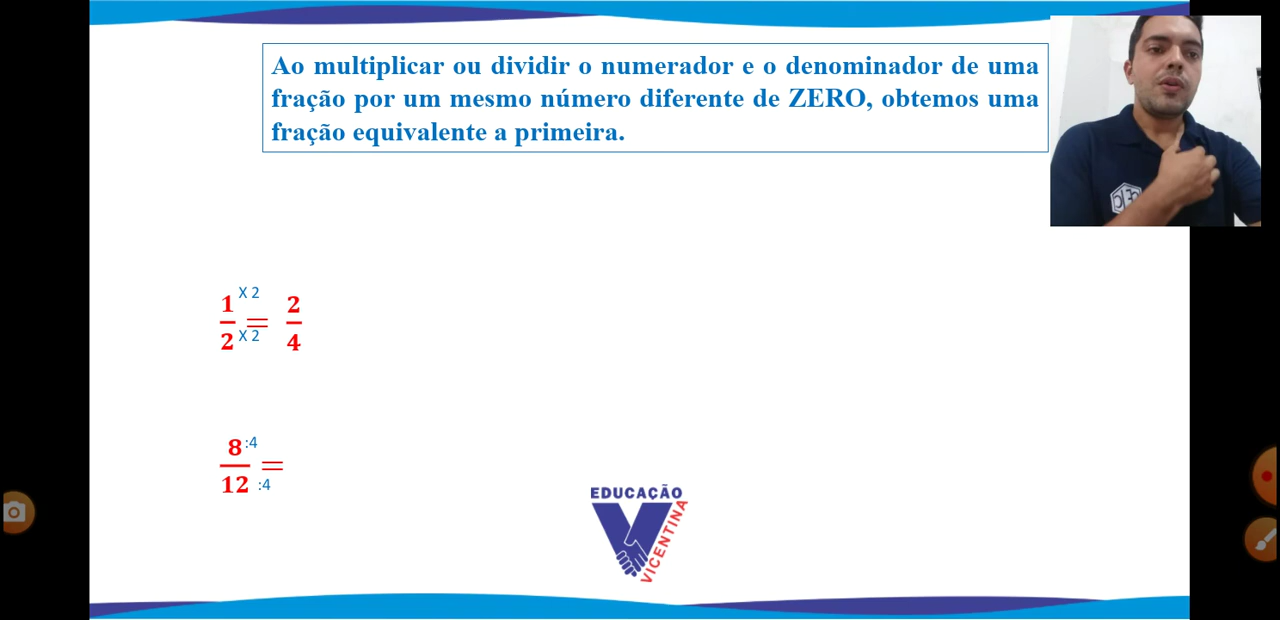 Ao multiplicar ou dividir o numerador e o denominador de uma
fração por um mesmo número diferente de ZERO, obtemos uma
fração equivalente a primeira.
1 X 2 2
=
2 X 2 4
8 :4
=
12 :4
EDUCAÇÃO
VICENTINA